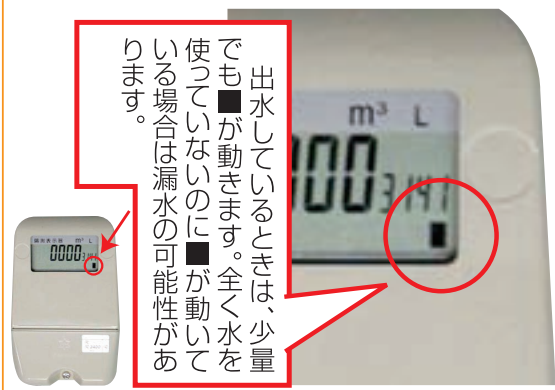 出水しているときは、少量
でも■が動きます。全く水を
使っていないのに■が動いて
いる場合は漏水の可能性があ
ります。
m³ L
000 3141
m³ L
0000